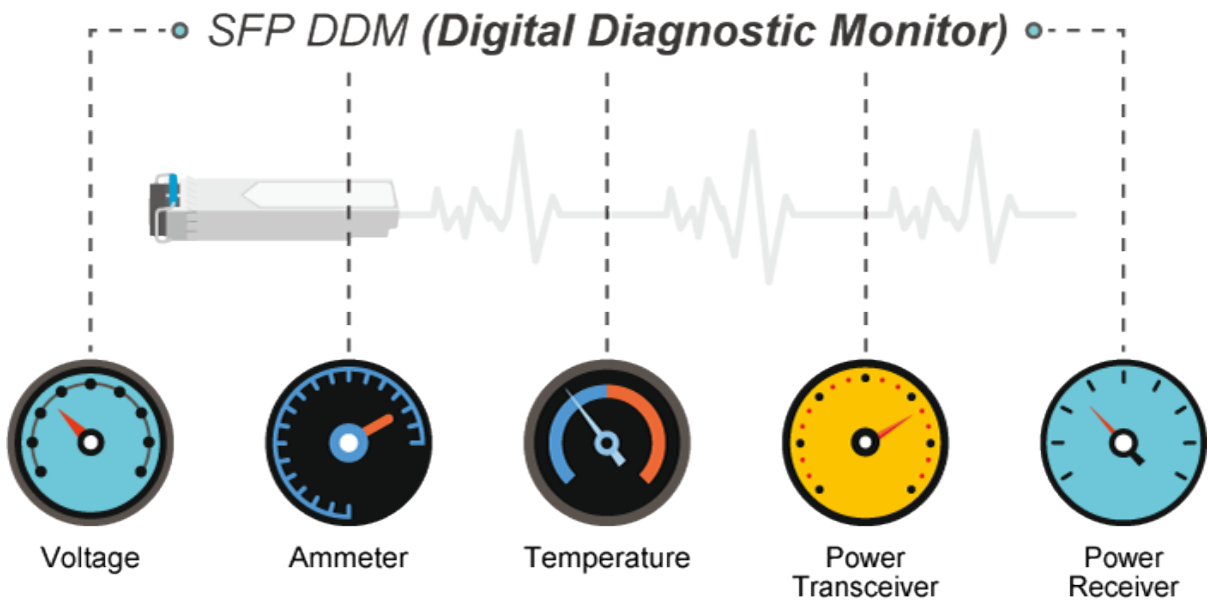 SFP DDM (Digital Diagnostic Monitor)
Voltage
Ammeter
Temperature
Power
Transceiver
Power
Receiver